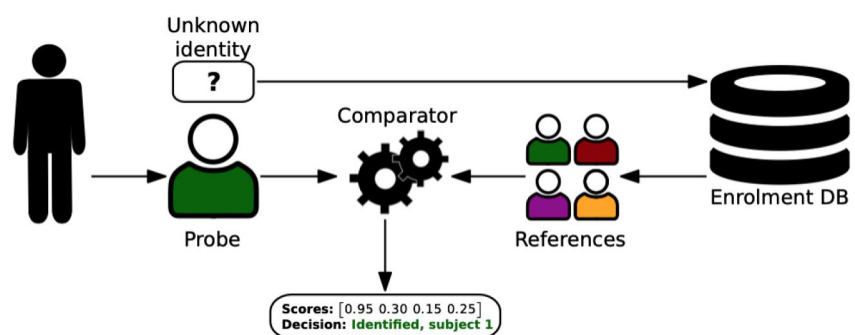 Unknown
identity
?
Comparator
Enrolment DB
Probe
References
Scores: [0.95 0.30 0.15 0.25]
Decision: Identified, subject 1